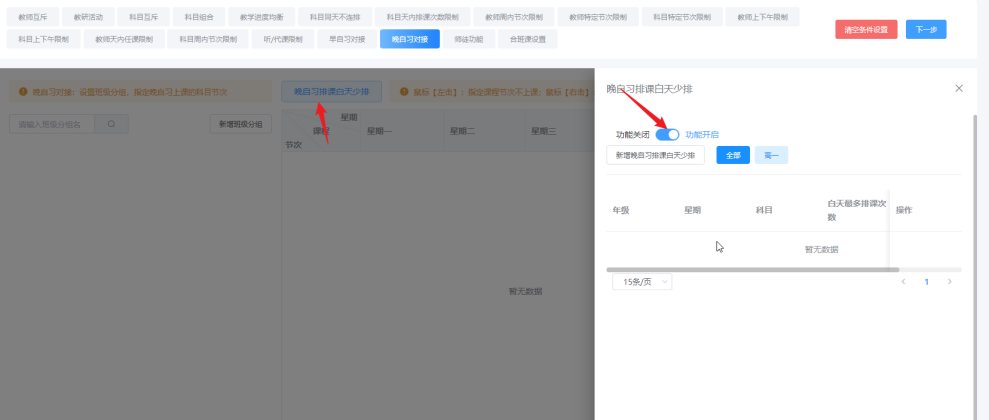 教师互斥 教研活动 科目互斥 科目组合 教学进度均衡 科目同天不连排 科目天内排课次数限制 教师周内节次限制 教师特定节次限制 科目特定节次限制 教师上下午限制
科目上下午限制 教师天内任课限制 科目周内节次限制 听/代课限制 早自习对接 晚自习对接 师徒功能 合班课设置
清空条件设置 下一步
晚自习对接：设置班级分组、指定晚自习上课的科目节次
晚自习排课白天少排
鼠标【左击】：指定课程节次不上课；鼠标【右击】
请输入班级分组名
新增班级分组
星期
课程
节次
星期一 星期二 星期三
暂无数据
晚自习排课白天少排
功能关闭 功能开启
新增晚自习排课白天少排 全部 高一
年级 星期 科目 白天最多排课次数 操作
暂无数据
15条/页 1